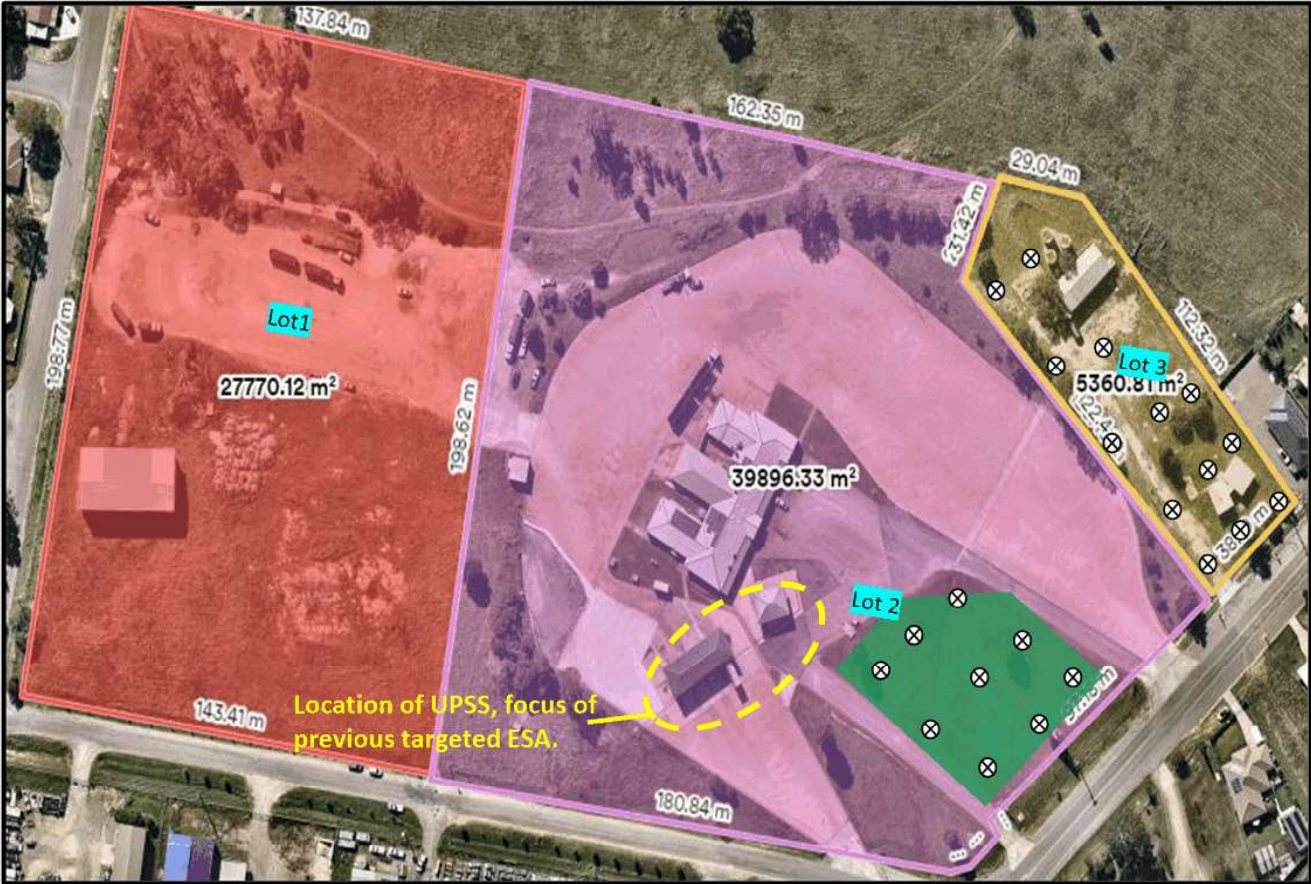 137.84 m
162.35 m
29.04 m
231.42 m
198.77 m
Lot1
27770.12 m²
198.62 m
112.32 m
Lot 3
5360.81 m²
39896.33 m²
Lot 2
Location of UPSS, focus of
previous targeted ESA.
143.41 m
180.84 m